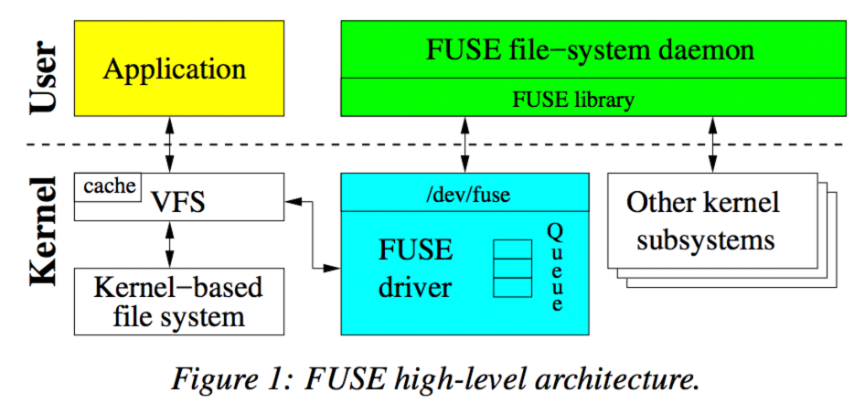 User
Application
FUSE file−system daemon
FUSE library
Kernel
cache
VFS
Kernel−based
file system
/dev/fuse
FUSE
driver
Queue
Other kernel
subsystems
Figure 1: FUSE high-level architecture.